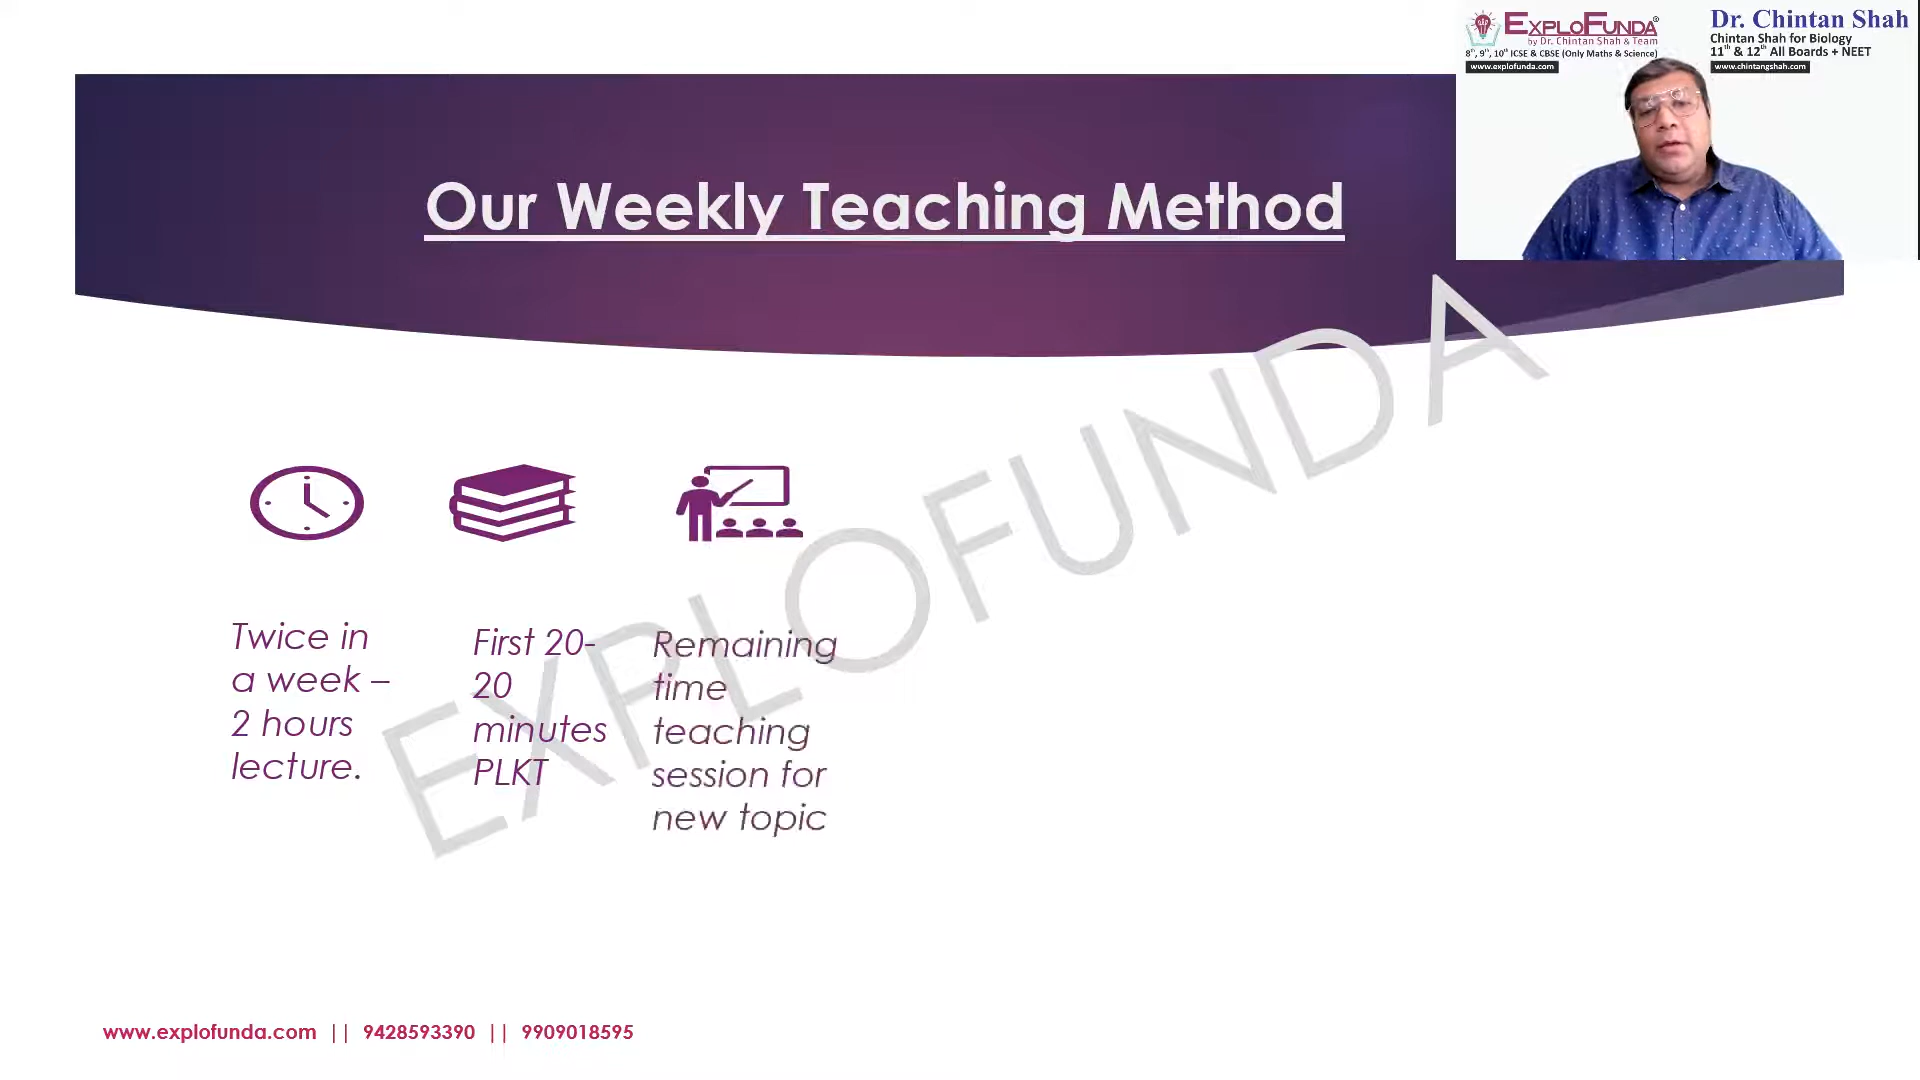 EXPLOFUNDA®
by Dr. Chintan Shah & Team
8th, 9th, 10th ICSE & CBSE (Only Maths & Science)
www.explofunda.com
Dr. Chintan Shah
Chintan Shah for Biology
11th & 12th All Boards + NEET
www.chintangshah.com
Our Weekly Teaching Method
Twice in
a week –
2 hours
lecture.
First 20-
20
minutes
PLKT
Remaining
time
teaching
session for
new topic
EXPLOFUNDA
www.explofunda.com || 9428593390 || 9909018595